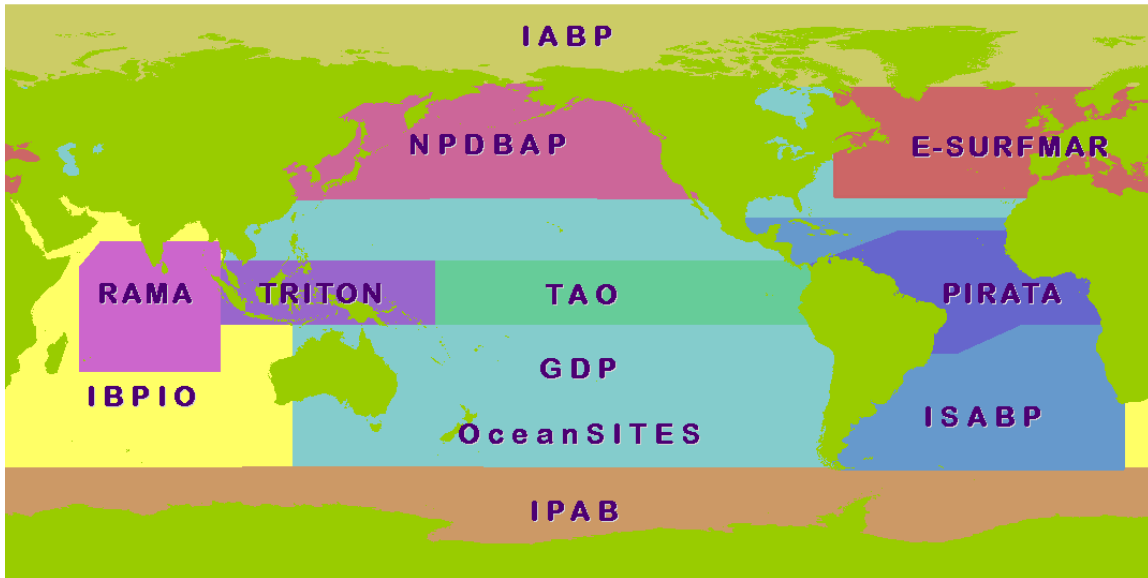 IABP
NPDBAP
E-SURFMAR
RAMA
TRITON
TAO
PIRATA
GDP
IBPIO
ISABP
OceanSITES
IPAB